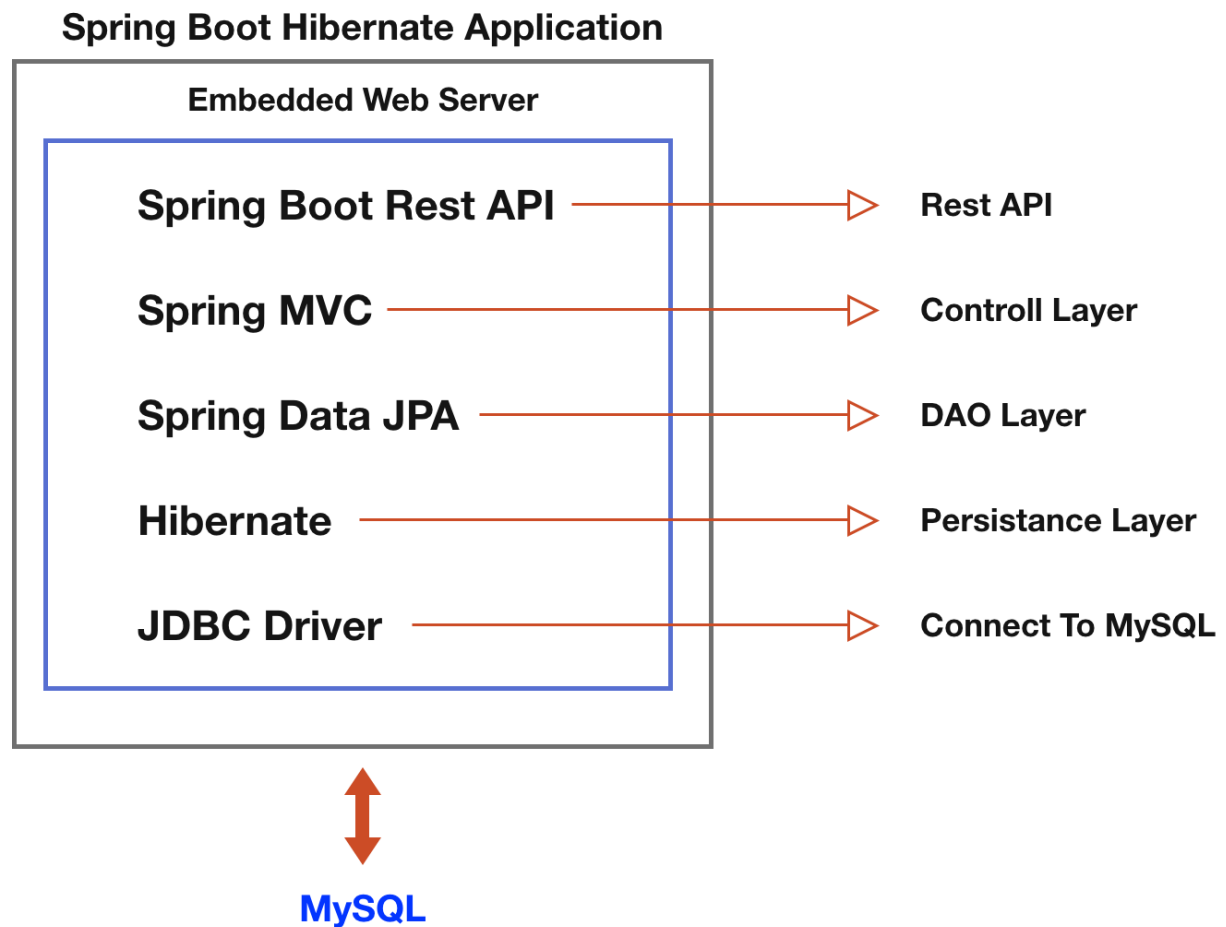 Spring Boot Hibernate Application
Embedded Web Server
Spring Boot Rest API
Rest API
Spring MVC
Controll Layer
Spring Data JPA
DAO Layer
Hibernate
Persistance Layer
JDBC Driver
Connect To MySQL
MySQL